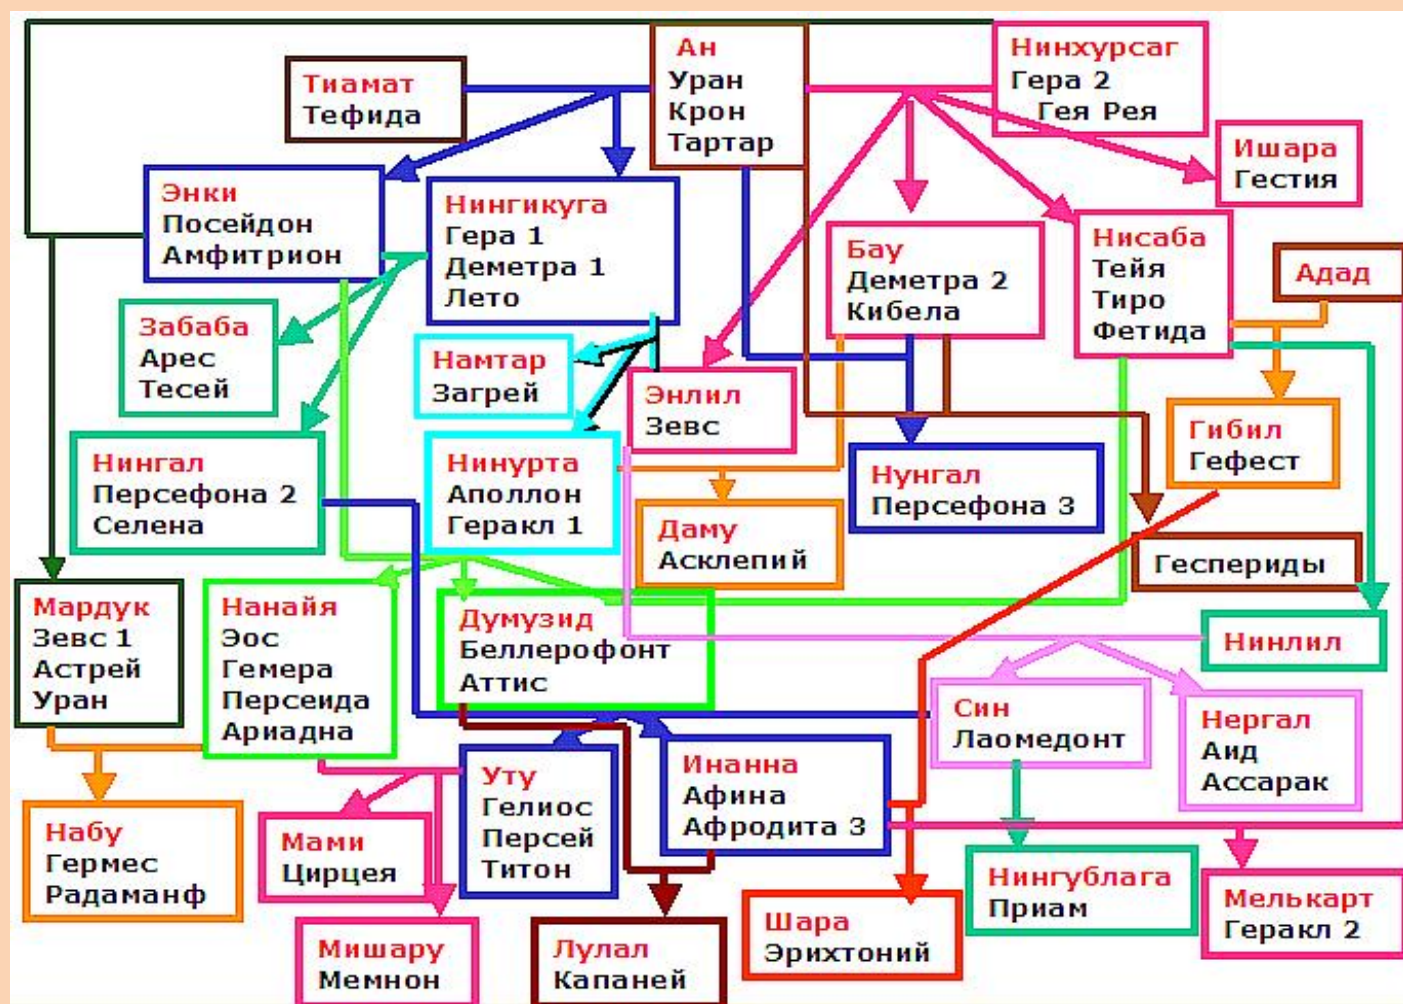 Ан
Уран
Крон
Тартар
Нинхурсаг
Гера 2
Гея Рея
Тиамат
Тефида
Ишара
Гестия
Энки
Посейдон
Амфитрион
Нингикуга
Гера 1
Деметра 1
Лето
Бау
Деметра 2
Кибела
Нисаба
Тейя
Тиро
Фетида
Адад
Забаба
Арес
Тесей
Намтар
Загрей
Энлил
Зевс
Гибил
Гефест
Нингал
Персефона 2
Селена
Нинурта
Аполлон
Геракл 1
Нунгал
Персефона 3
Даму
Асклепий
Геспериды
Мардук
Зевс 1
Астрей
Уран
Нанайя
Эос
Гемера
Персеида
Ариадна
Думузид
Беллерофонт
Аттис
Нинлил
Син
Лаомедонт
Нергал
Аид
Ассарак
Уту
Гелиос
Персей
Титон
Инанна
Афина
Афродита 3
Набу
Гермес
Радаманф
Мами
Цирцея
Нингублага
Приам
Мелькарт
Геракл 2
Мишару
Мемнон
Лулал
Капаней
Шара
Эрихтоний